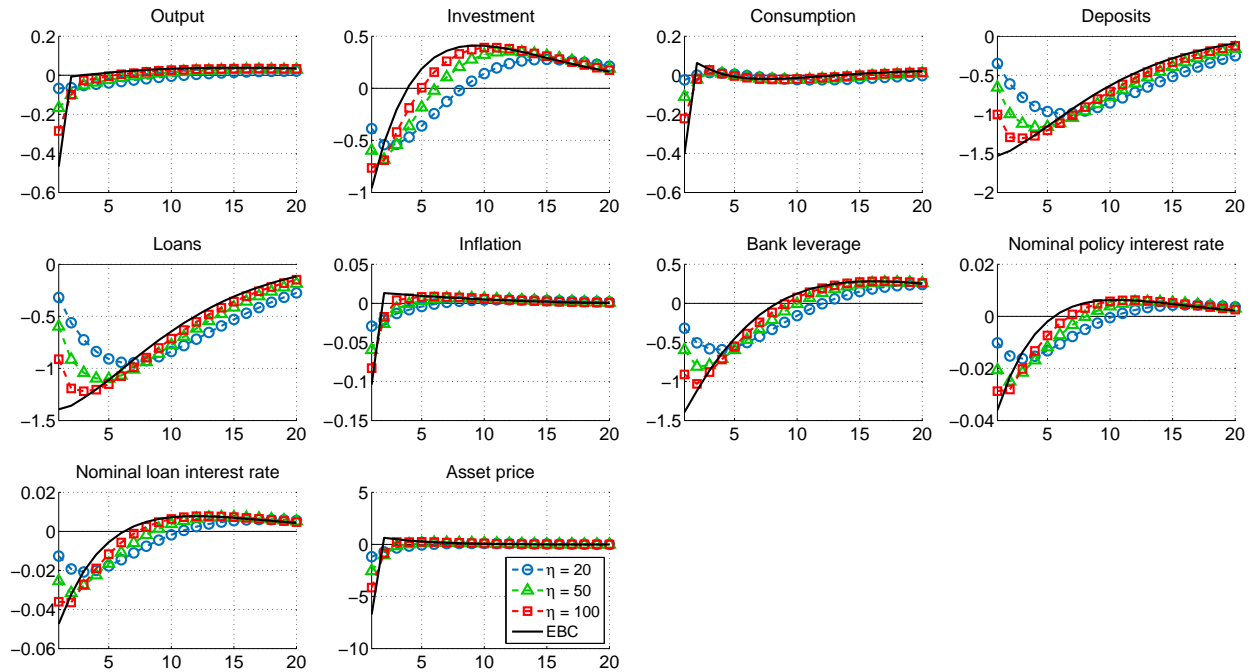 Output
Investment
Consumption
Deposits
0.2
0
−0.2
−0.4
−0.6
5 10 15 20
0.5
0
−0.5
−1
5 10 15 20
0.2
0
−0.2
−0.4
−0.6
5 10 15 20
0
−0.5
−1
−1.5
−2
5 10 15 20
Loans
Inflation
Bank leverage
Nominal policy interest rate
0
−0.5
−1
−1.5
5 10 15 20
0.05
0
−0.05
−0.1
−0.15
5 10 15 20
0.5
0
−0.5
−1
−1.5
5 10 15 20
0.02
0
−0.02
−0.04
5 10 15 20
Nominal loan interest rate
Asset price
0.02
0
−0.02
−0.04
−0.06
5 10 15 20
5
0
−5
−10
5 10 15 20
η = 20
η = 50
η = 100
EBC